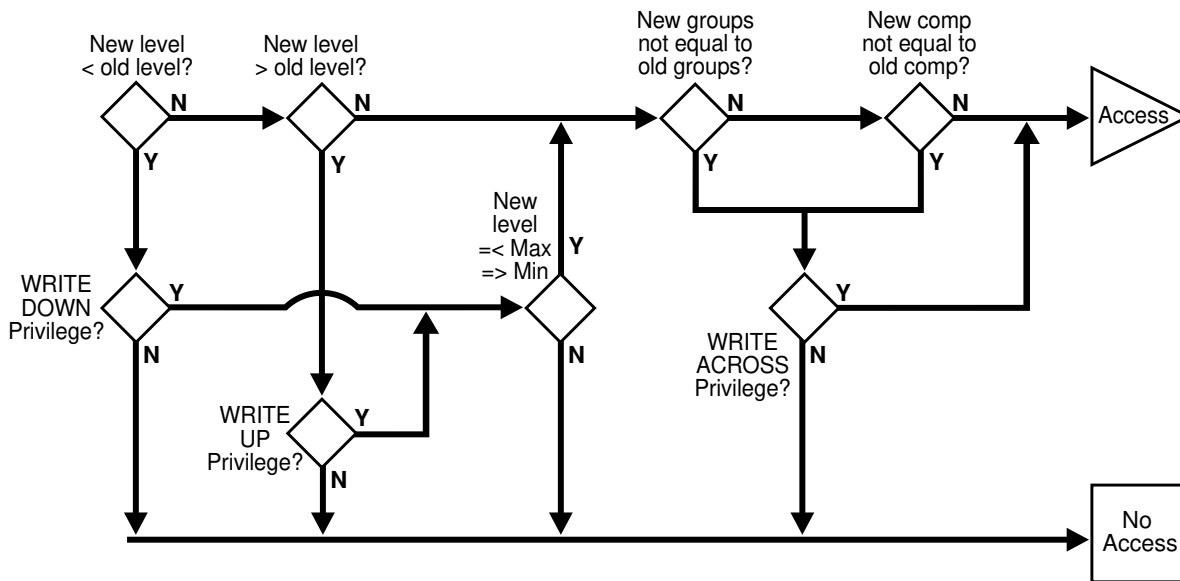 New level
< old level?
New level
> old level?
New groups
not equal to
old groups?
New comp
not equal to
old comp?
N
N
N
N
Access
Y
Y
Y
Y
New
level
=< Max
=> Min
Y
WRITE
DOWN
Privilege?
Y
N
N
Y
WRITE
ACROSS
Privilege?
N
WRITE
UP
Privilege?
Y
N
No
Access